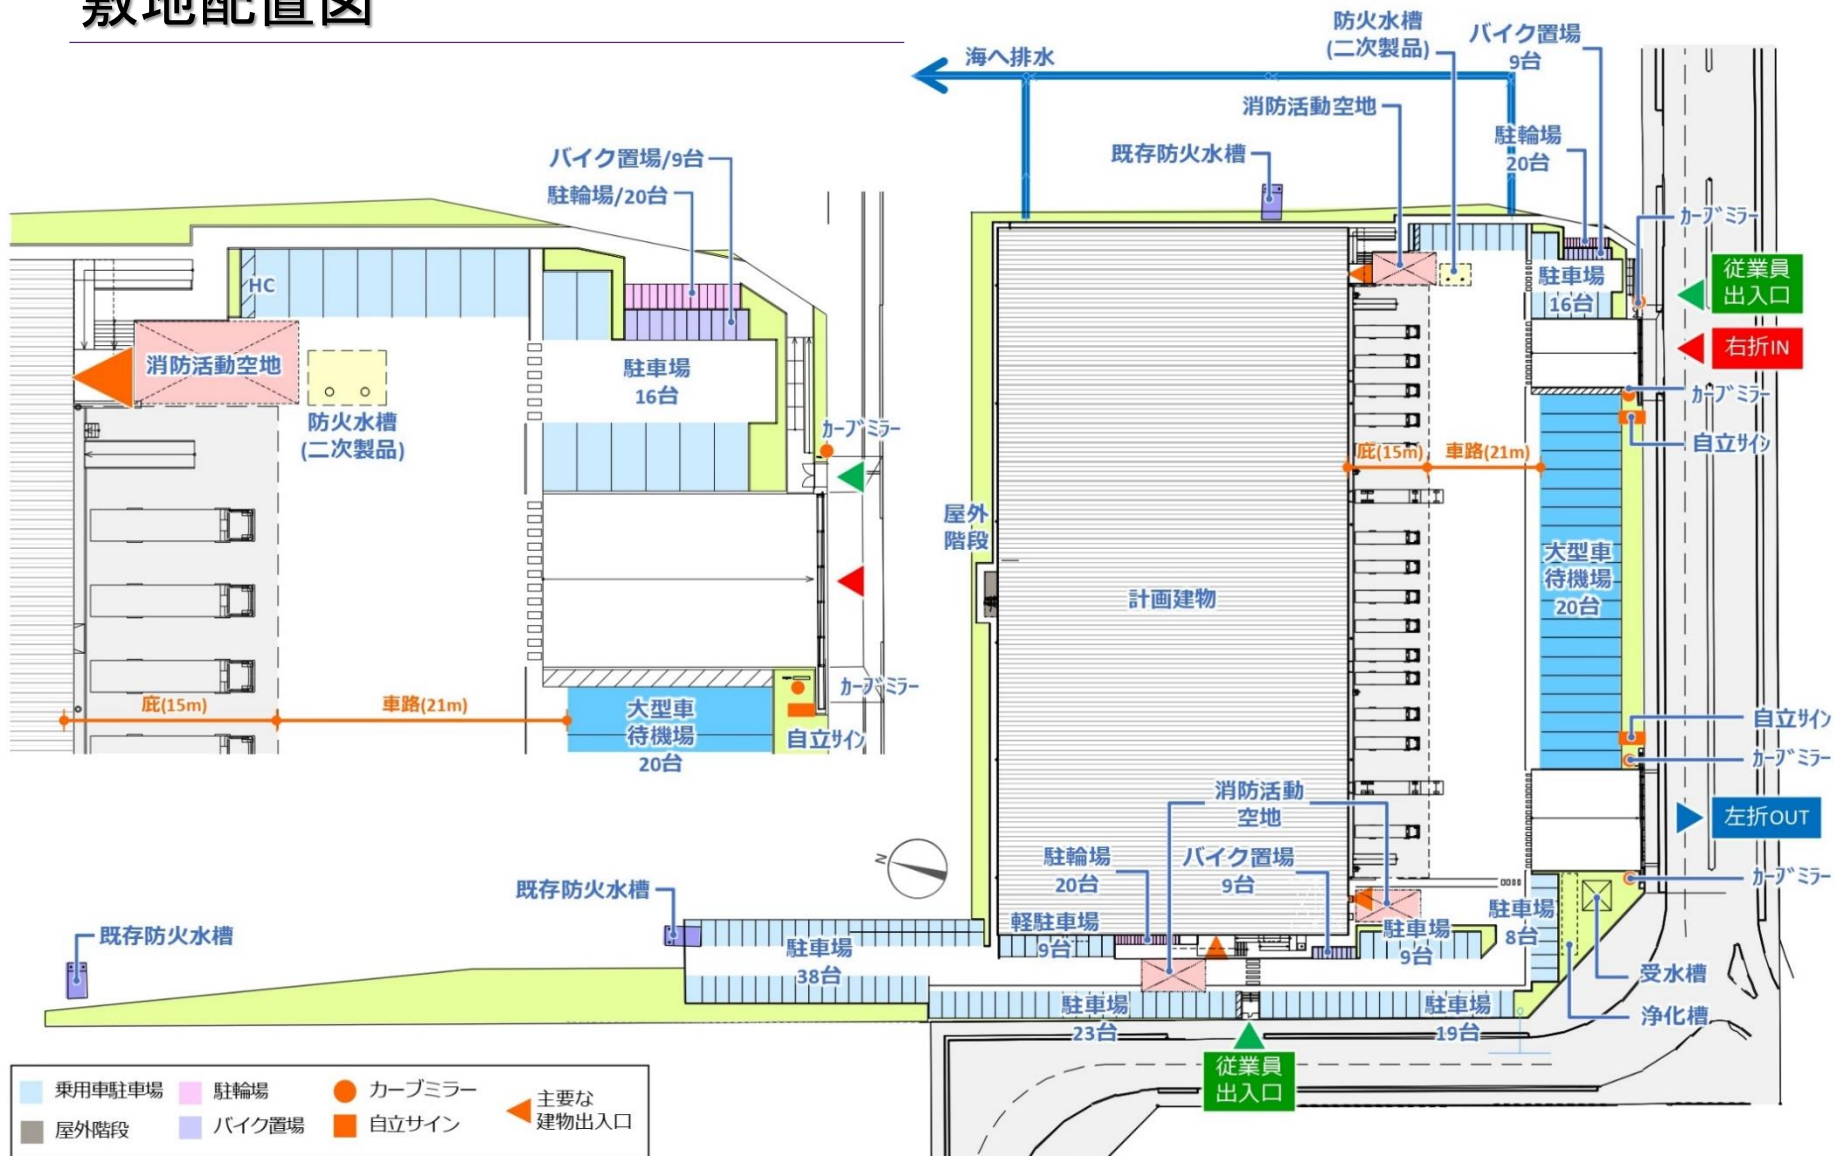 敷地配置図
海へ排水
防火水槽
(二次製品)
バイク置場
9台
消防活動空地
既存防火水槽
駐輪場
20台
カーブミラー
従業員
出入口
右折IN
駐車場
16台
カーブミラー
自立サイン
庇(15m)
車路(21m)
屋外
階段
計画建物
大型車
待機場
20台
自立サイン
カーブミラー
左折OUT
カーブミラー
消防活動
空地
駐輪場
20台
バイク置場
9台
軽駐車場
9台
駐車場
9台
駐車場
8台
受水槽
浄化槽
駐車場
38台
駐車場
23台
駐車場
19台
従業員
出入口
既存防火水槽
既存防火水槽
N
バイク置場/9台
駐輪場/20台
HC
消防活動空地
防火水槽
(二次製品)
駐車場
16台
カーブミラー
カーブミラー
庇(15m)
車路(21m)
大型車
待機場
20台
自立サイン
乗用車駐車場
駐輪場
カーブミラー
主要な
建物出入口
屋外階段
バイク置場
自立サイン